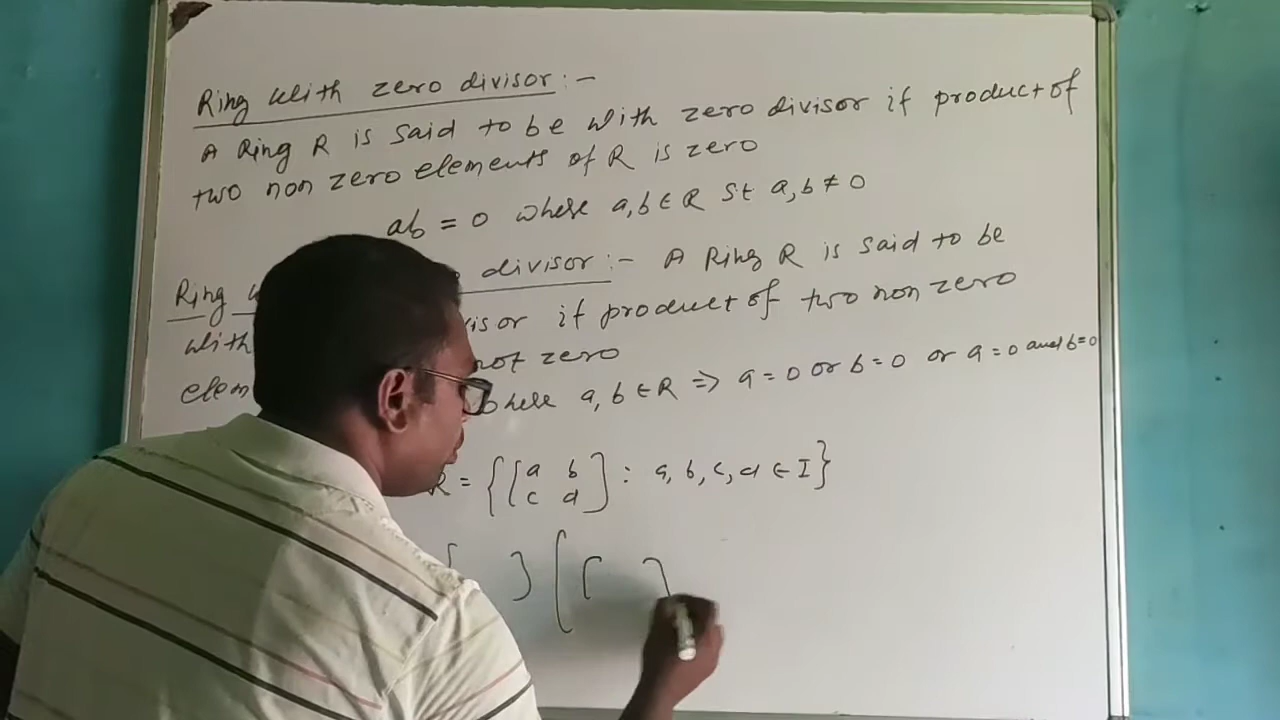 Ring with zero divisor :-
A Ring R is said to be with zero divisor if product of
two non zero elements of R is zero
ab = 0 where a,b ∈ R st a,b ≠ 0
Ring divisor :- A Ring R is said to be
with if product of two non zero
not zero
where a, b ∈ R ⇒ a = 0 or b = 0 or a = 0 and b = 0
R = {[a b
c d] : a, b, c, d ∈ I}
[ ] [ [ ]